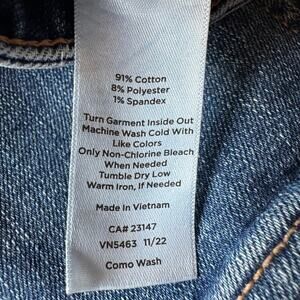 91% Cotton
8% Polyester
1% Spandex
Turn Garment Inside Out
Machine Wash Cold With
Like Colors
Only Non-Chlorine Bleach
When Needed
Tumble Dry Low
Warm Iron, If Needed
Made In Vietnam
CA# 23147
VN5463 11/22
Como Wash